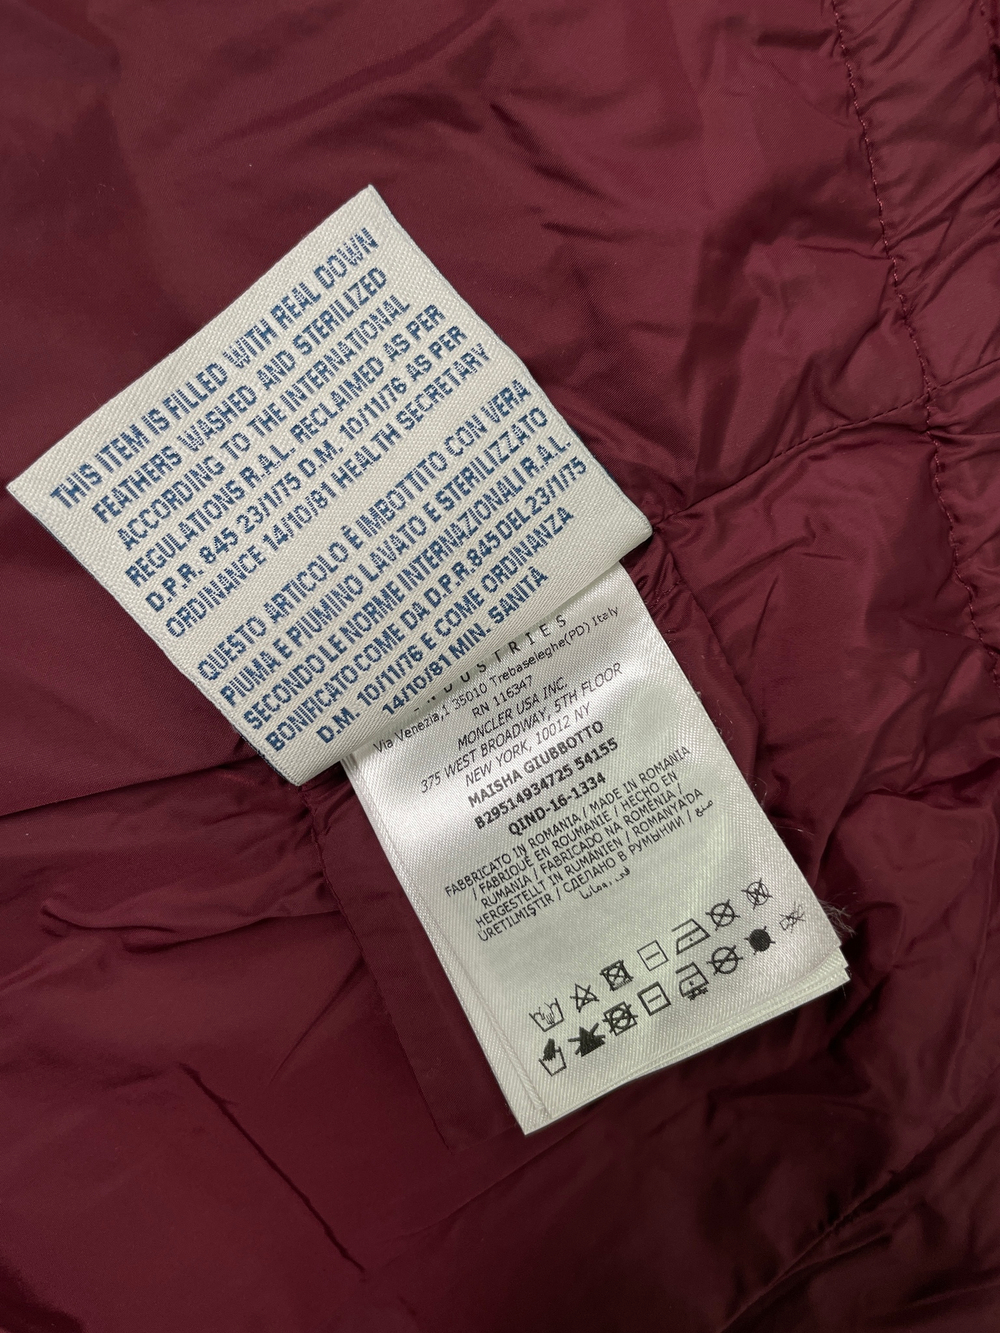 THIS ITEM IS FILLED WITH REAL DOWN
FEATHERS WASHED AND STERILIZED
ACCORDING TO THE INTERNATIONAL
REGULATIONS R.A.L. RECLAIMED AS PER
D.P.R. 845 23/1/75 D.M. 10/11/76 AS PER
ORDINANCE 14/10/81 HEALTH SECRETARY
QUESTO ARTICOLO È IMBOTTITO CON VERA
PIUMA E PIUMINO LAVATO E STERILIZZATO
SECONDO LE NORME INTERNAZIONALI R.A.L.
BONIFICATO COME DA D.P.R. 845 DEL 23/1/75
D.M. 10/11/76 E COME ORDINANZA
14/10/81 MIN. SANITÀ
Via Venezia,1 35010 Trebaseleghe(PD) Italy
RN 116347
MONCLER USA INC.
375 WEST BROADWAY, 5TH FLOOR
NEW YORK, 10012 NY
MAISHA GIUBBOTTO
B29514934725 54155
QIND-16-1334
FABBRICATO IN ROMANIA / MADE IN ROMANIA
/ FABRIQUÉ EN ROUMANIE / HECHO EN
RUMANIA / FABRICADO NA ROMÉNIA /
HERGESTELLT IN RUMÄNIEN / ROMANYA'DA
ÜRETILMIŞTIR / СДЕЛАНО В РУМЫНИИ /